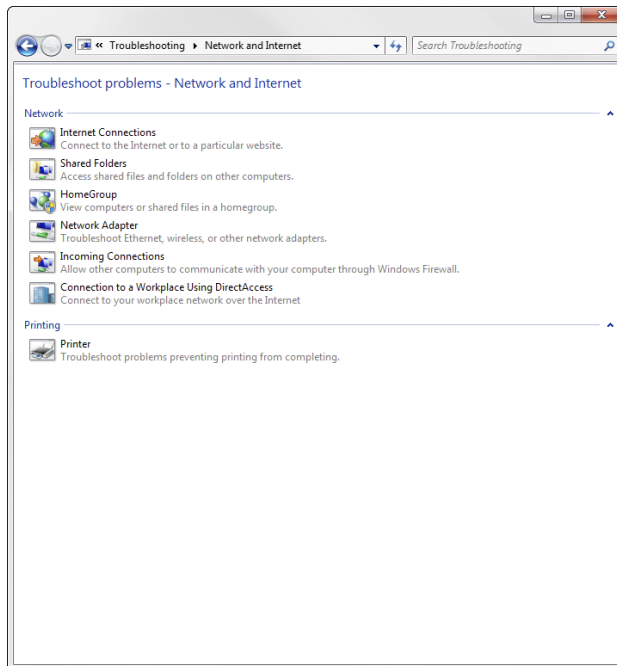 « Troubleshooting ▸ Network and Internet
Search Troubleshooting
Troubleshoot problems - Network and Internet
Network
Internet Connections
Connect to the Internet or to a particular website.
Shared Folders
Access shared files and folders on other computers.
HomeGroup
View computers or shared files in a homegroup.
Network Adapter
Troubleshoot Ethernet, wireless, or other network adapters.
Incoming Connections
Allow other computers to communicate with your computer through Windows Firewall.
Connection to a Workplace Using DirectAccess
Connect to your workplace network over the Internet
Printing
Printer
Troubleshoot problems preventing printing from completing.